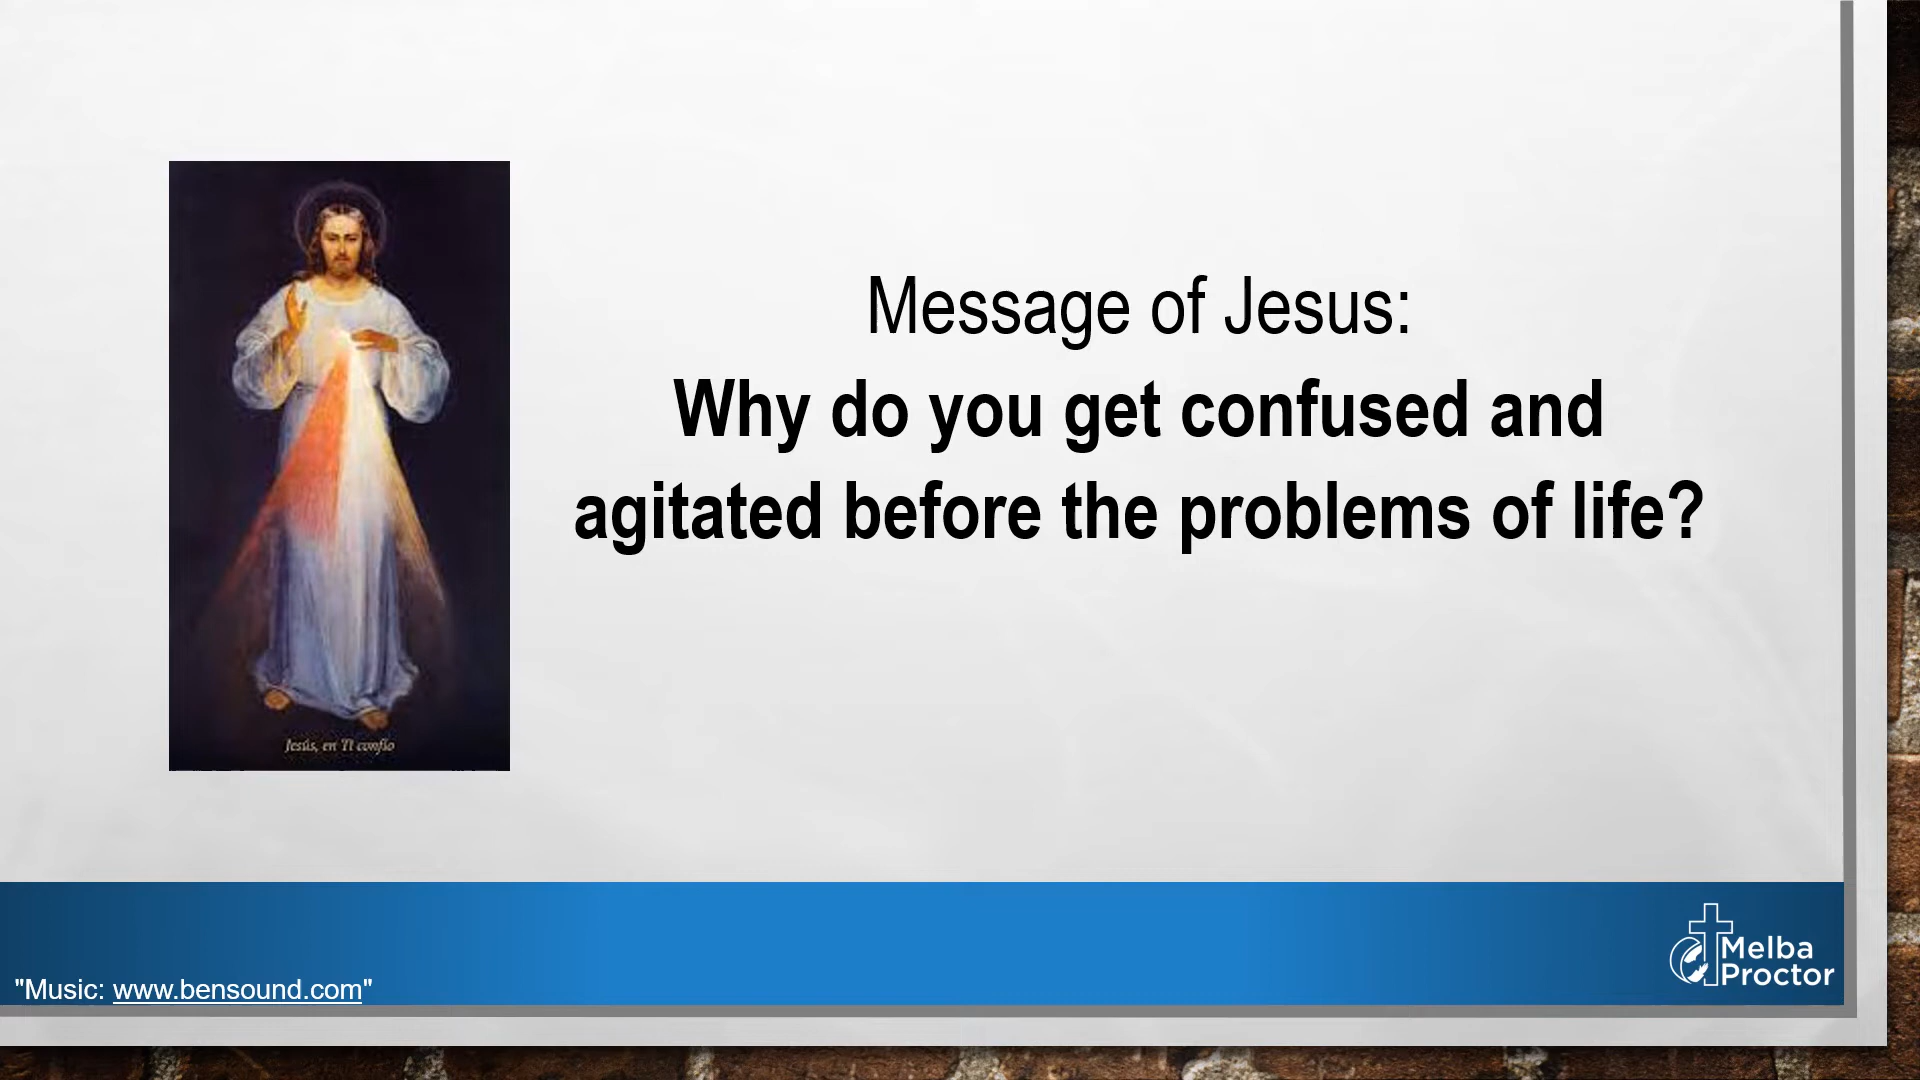 Message of Jesus:
Why do you get confused and
agitated before the problems of life?
Jesús, en Ti confío
"Music: www.bensound.com"
Melba
Proctor